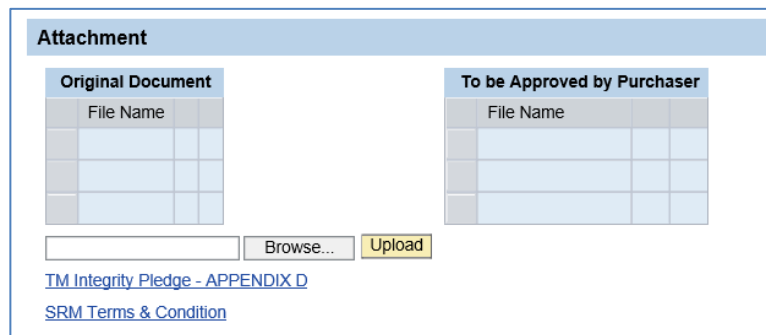 Attachment
Original Document
To be Approved by Purchaser
File Name
File Name
Browse...
Upload
TM Integrity Pledge - APPENDIX D
SRM Terms & Condition